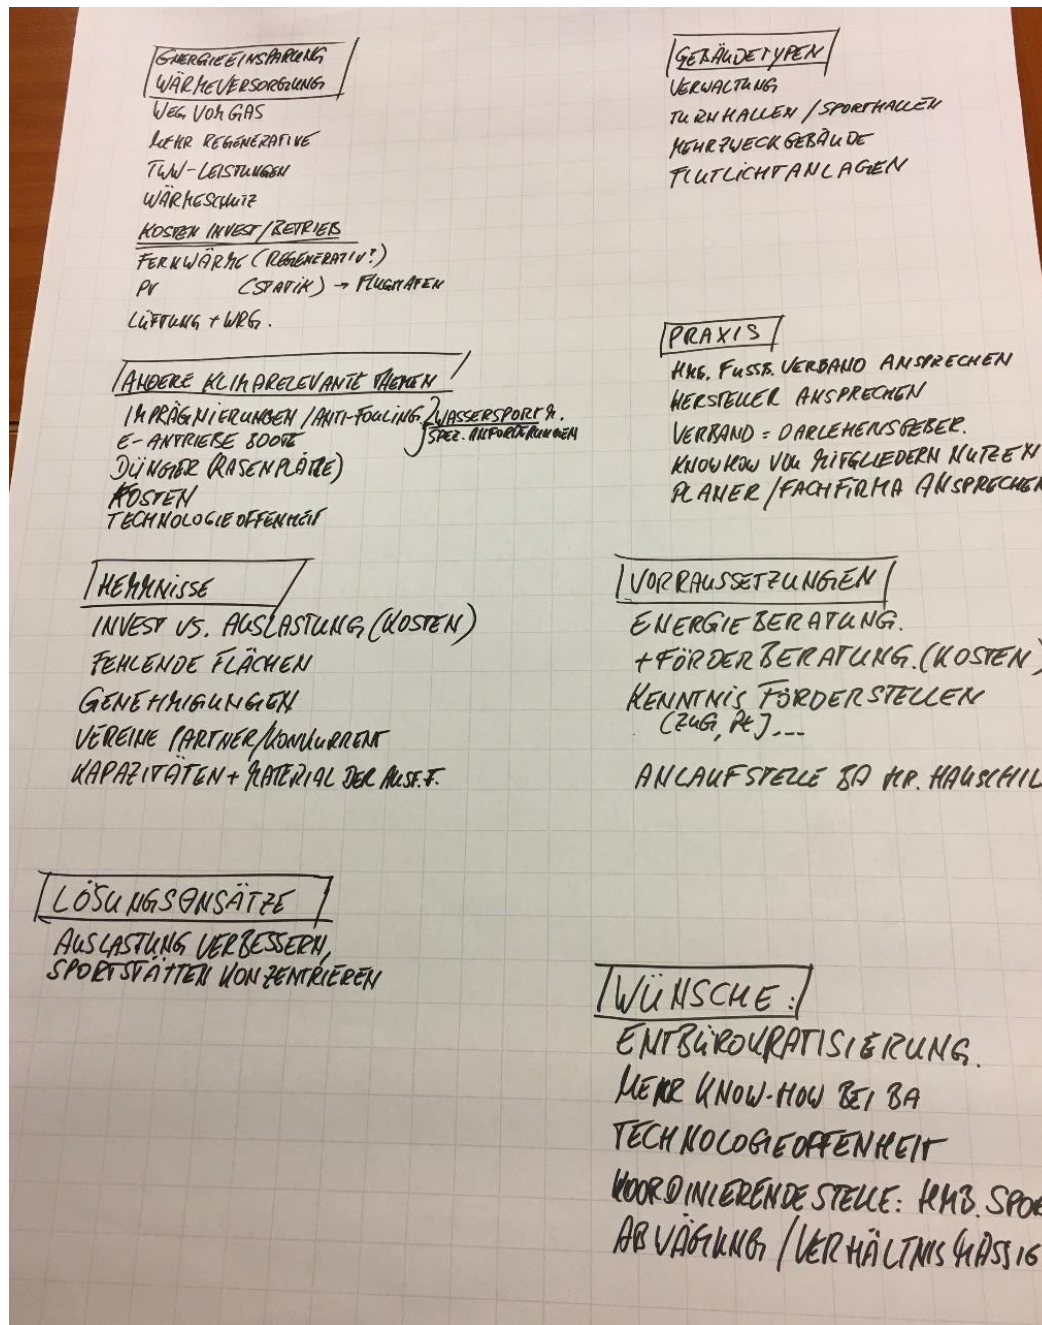 ENERGIEEINSPARUNG
WÄRMEVERSORGUNG
WEG VOM GAS
MEHR REGENERATIVE
TWW-LEISTUNGEN
WÄRMESCHUTZ
KOSTEN INVEST/BETRIEB
FERNWÄRME (REGENERATIV?)
PV (STATIK) → FLUGHAFEN
LÜFTUNG + WRG.
ANDERE KLIMARELEVANTE THEMEN
IMPRÄGNIERUNGEN / ANTI-FOULING
WASSERSPORT
E-ANTRIEBE BOOTE
SPEZ. ANFORDERUNGEN
DÜNGER (RASENPLÄTZE)
KOSTEN
TECHNOLOGIEOFFENHEIT
HEMMNISSE
INVEST VS. AUSLASTUNG (KOSTEN)
FEHLENDE FLÄCHEN
GENEHMIGUNGEN
VEREINE PARTNER/KONKURRENT
KAPAZITÄTEN + MATERIAL DER AUSF.F.
LÖSUNGSANSÄTZE
AUSLASTUNG VERBESSERN,
SPORTSTÄTTEN KONZENTRIEREN
GEBÄUDETYPEN
VERWALTUNG
TURNHALLEN / SPORTHALLEN
MEHRZWECKGEBÄUDE
FLUTLICHTANLAGEN
PRAXIS
HMB. FUSSB. VERBAND ANSPRECHEN
HERSTELLER ANSPRECHEN
VERBAND = DARLEHENSGEBER.
KNOWHOW VON MITGLIEDERN NUTZEN
PLANER / FACHFIRMA ANSPRECHEN
VORRAUSSETZUNGEN
ENERGIEBERATUNG.
+ FÖRDERBERATUNG. (KOSTEN)
KENNTNIS FÖRDERSTELLEN
(ZUG, PtJ, ...
ANLAUFSTELLE BA HR. HAUSCHIL
WÜNSCHE:
ENTBÜROKRATISIERUNG.
MEHR KNOW-HOW BEI BA
TECHNOLOGIEOFFENHEIT
KOORDINIERENDE STELLE: HMB. SPOR
ABWÄGUNG / VERHÄLTNISMÄSSIG